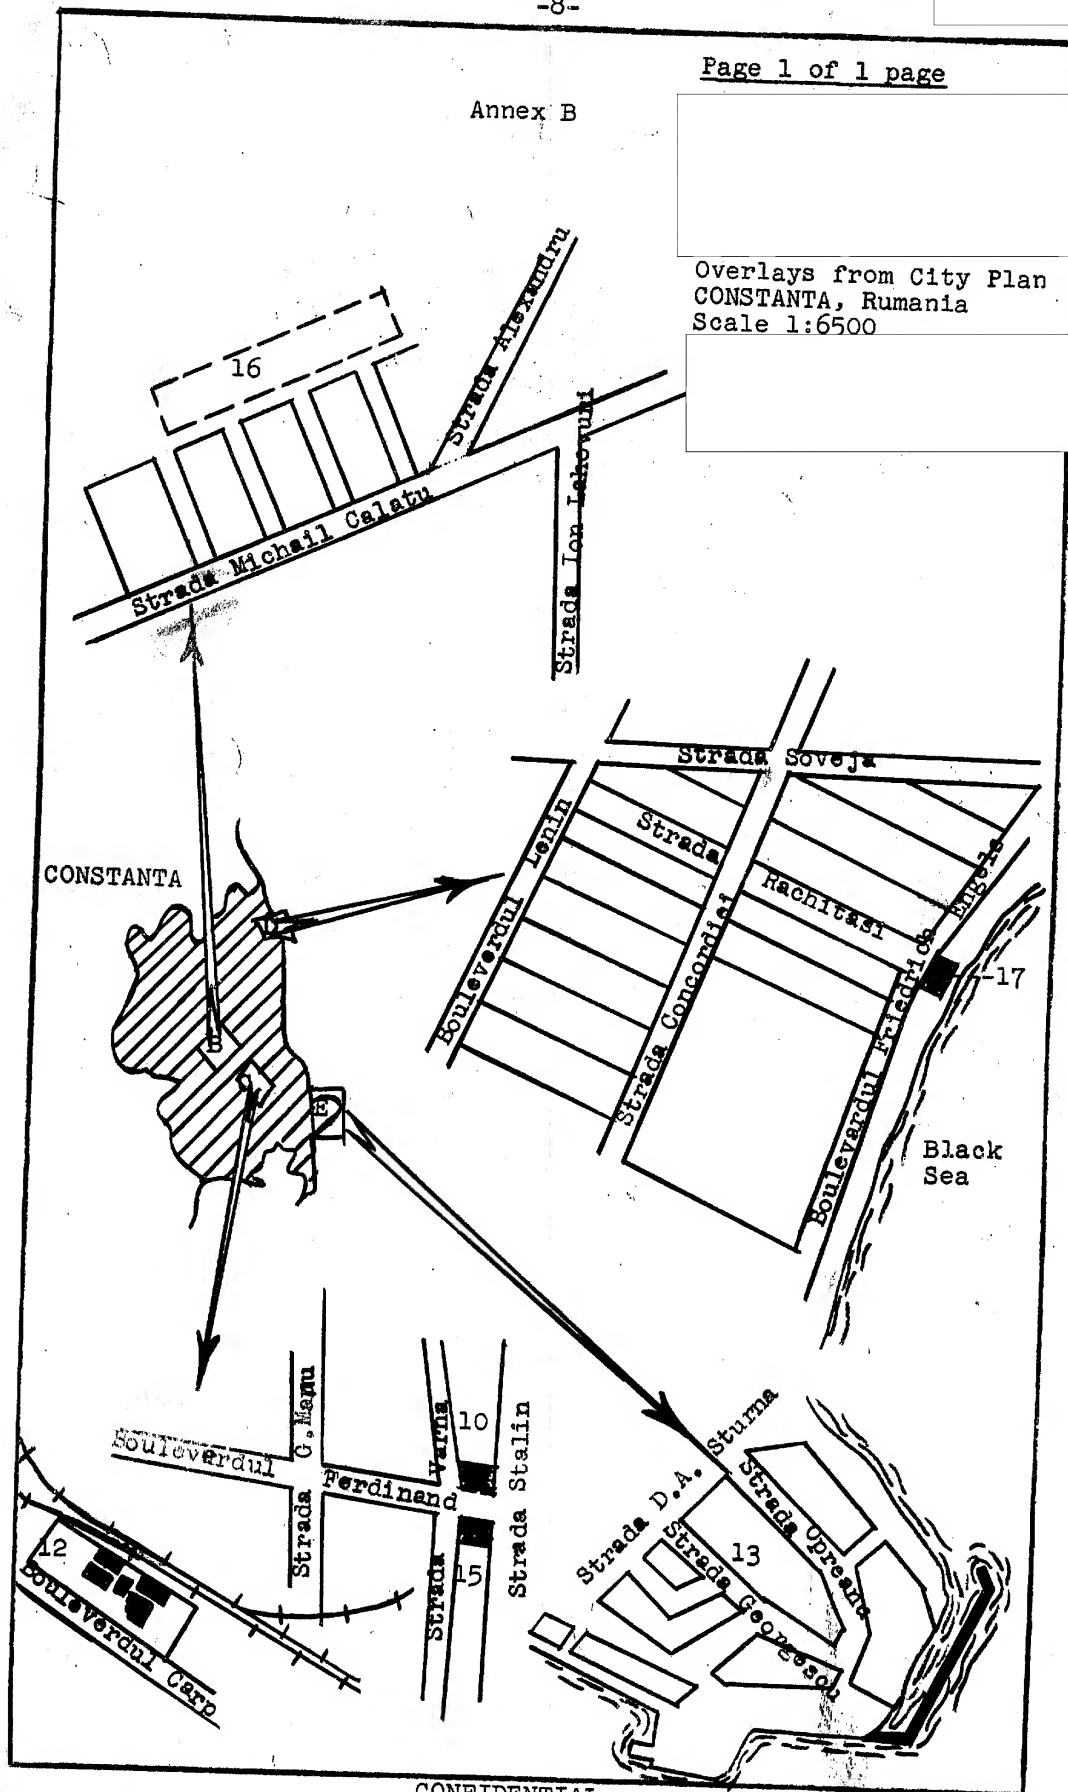 -8-
Page 1 of 1 page
Annex B
Overlays from City Plan
CONSTANTA, Rumania
Scale 1:6500
16
Strada Alexandru
Strada Ion Lahovuni
Strada Michail Calatu
Strada Soveja
Bouleverdul Lenin
Strada Rachitasi
Strada Concordiei
Boulevardul Friedrich Engels
17
Black
Sea
CONSTANTA
B
E
Bouleverdul Ferdinand
Strada G. Manu
Strada Varna
10
Strada Stalin
15
12
Bouleverdul Carp
Strada D.A. Sturna
Strada Opreanu
13
Strada Georgescu
CONFIDENTIAL